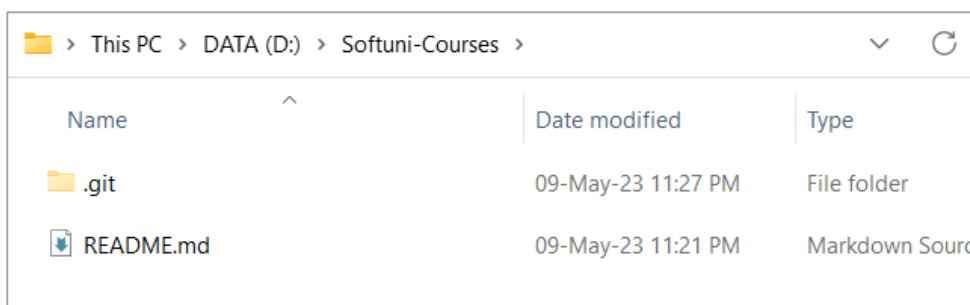 This PC > DATA (D:) > Softuni-Courses >
Name Date modified Type
.git 09-May-23 11:27 PM File folder
README.md 09-May-23 11:21 PM Markdown Sourc